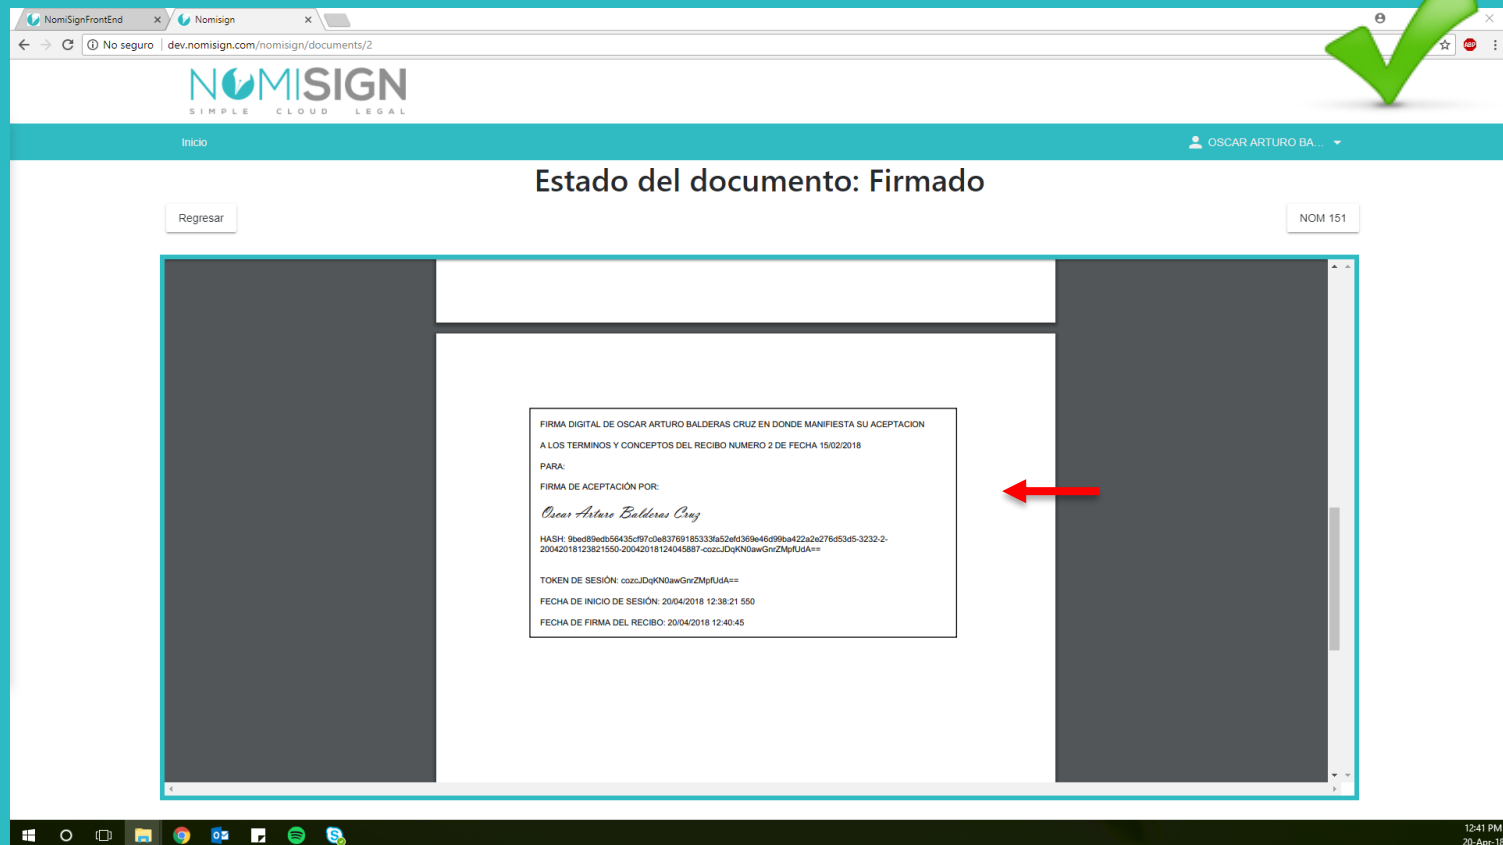 NomiSignFrontEnd
Nomisign
No seguro | dev.nomisign.com/nomisign/documents/2
ABP
NOMISIGN
SIMPLE CLOUD LEGAL
Inicio
OSCAR ARTURO BA...
Estado del documento: Firmado
Regresar
NOM 151
FIRMA DIGITAL DE OSCAR ARTURO BALDERAS CRUZ EN DONDE MANIFIESTA SU ACEPTACION
A LOS TERMINOS Y CONCEPTOS DEL RECIBO NUMERO 2 DE FECHA 15/02/2018
PARA:
FIRMA DE ACEPTACIÓN POR:
Oscar Arturo Balderas Cruz
HASH: 9bed89edb56435cf97c0e83769185333fa52efd369e46d99ba422a2e276d53d5-3232-2-
20042018123821550-20042018124045887-cozcJDqKN0awGnrZMpfUdA==
TOKEN DE SESIÓN: cozcJDqKN0awGnrZMpfUdA==
FECHA DE INICIO DE SESIÓN: 20/04/2018 12:38:21 550
FECHA DE FIRMA DEL RECIBO: 20/04/2018 12:40:45
12:41 PM
20-Apr-18